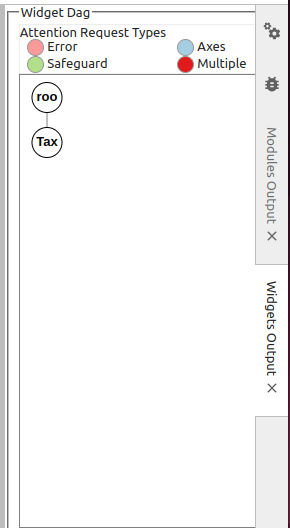 Widget Dag
Attention Request Types
Error
Axes
Safeguard
Multiple
roo
Tax
Modules Output
Widgets Output